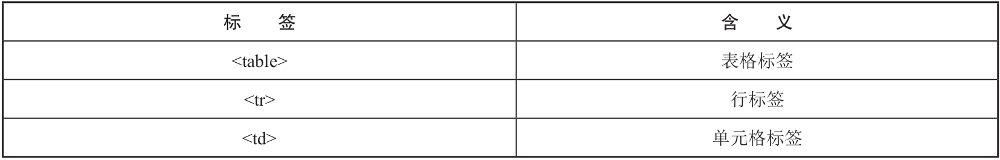 标 签 含 义
<table> 表格标签
<tr> 行标签
<td> 单元格标签